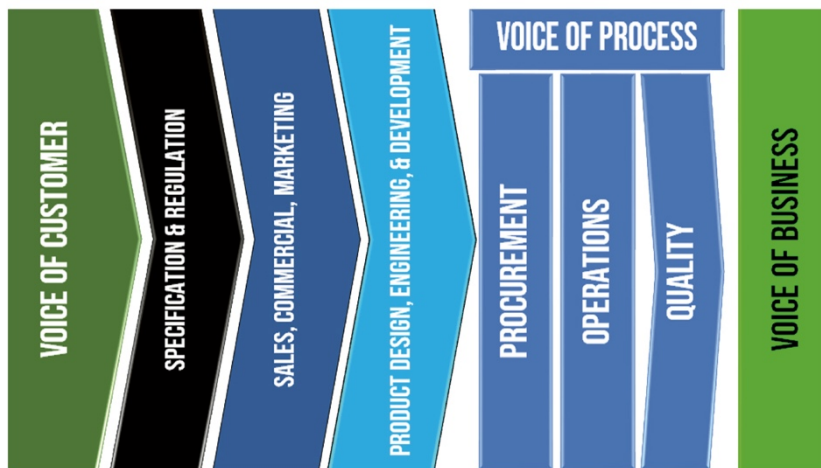 VOICE OF CUSTOMER
SPECIFICATION & REGULATION
SALES, COMMERCIAL, MARKETING
PRODUCT DESIGN, ENGINEERING, & DEVELOPMENT
VOICE OF PROCESS
PROCUREMENT
OPERATIONS
QUALITY
VOICE OF BUSINESS